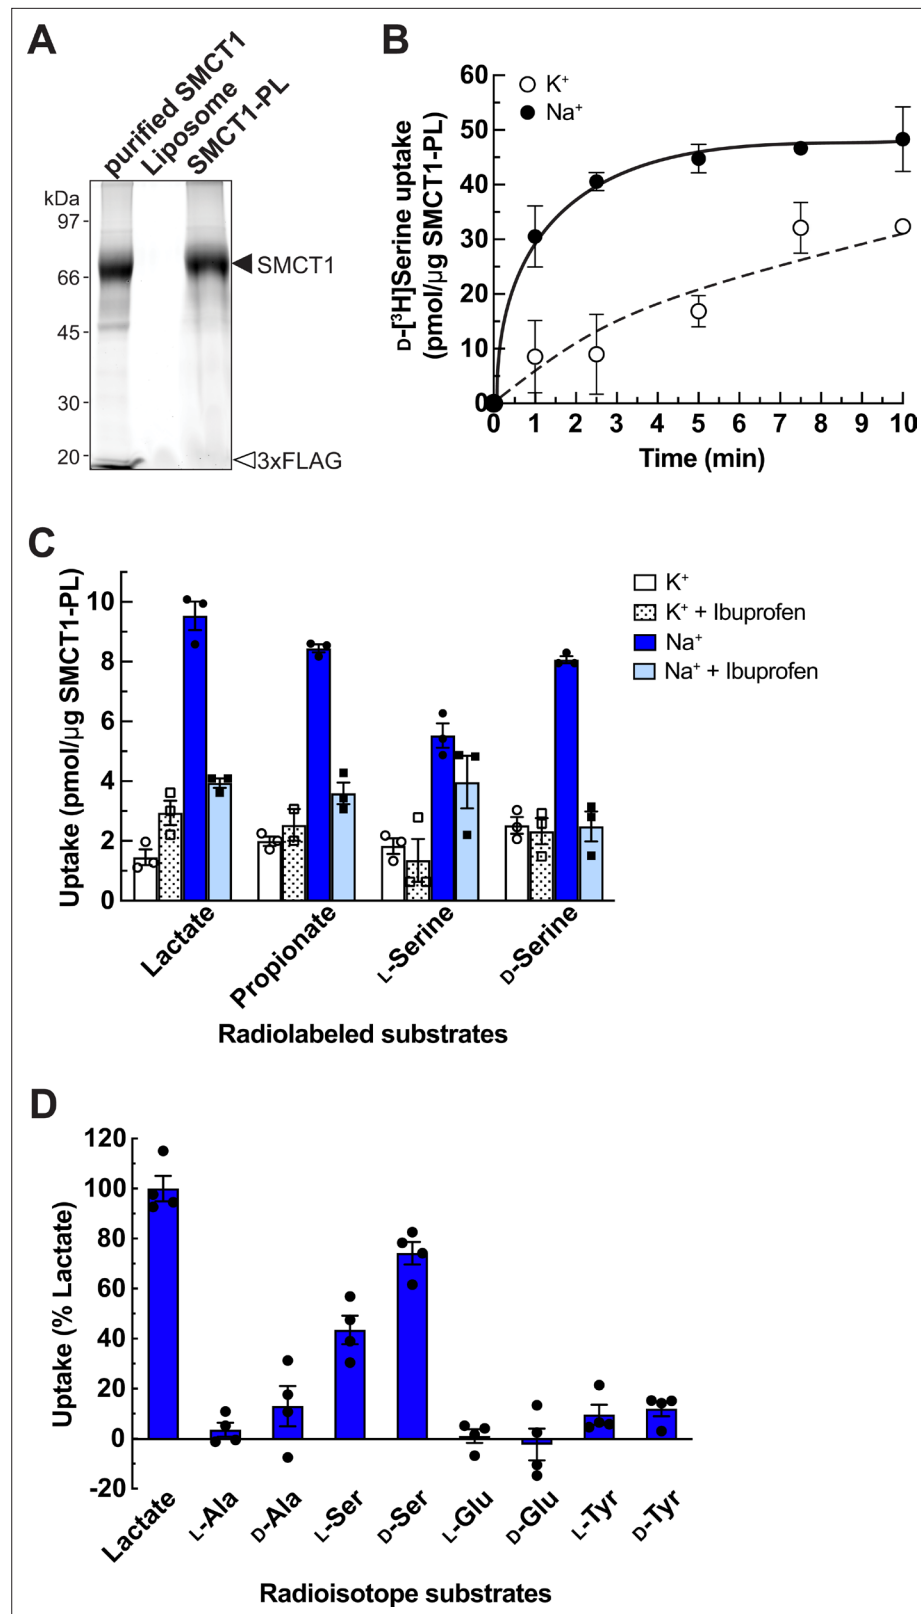 A
purified SMCT1
Liposome
SMCT1-PL
kDa
97
66
45
30
20
SMCT1
3xFLAG
B
D-[³H]Serine uptake
(pmol/µg SMCT1-PL)
60
50
40
30
20
10
0
K⁺
Na⁺
0 1 2 3 4 5 6 7 8 9 10
Time (min)
C
Uptake (pmol/µg SMCT1-PL)
10
8
6
4
2
0
K⁺
K⁺ + Ibuprofen
Na⁺
Na⁺ + Ibuprofen
Lactate
Propionate
L-Serine
D-Serine
Radiolabeled substrates
D
Uptake (% Lactate)
120
100
80
60
40
20
0
-20
Lactate
L-Ala
D-Ala
L-Ser
D-Ser
L-Glu
D-Glu
L-Tyr
D-Tyr
Radioisotope substrates